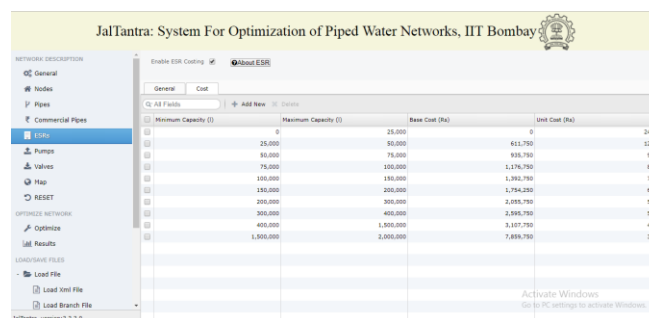 JalTantra: System For Optimization of Piped Water Networks, IIT Bombay
NETWORK DESCRIPTION
General
Nodes
Pipes
Commercial Pipes
ESRs
Pumps
Valves
Map
RESET
OPTIMIZE NETWORK
Optimize
Results
LOAD/SAVE FILES
Load File
Load Xml File
Load Branch File
Enable ESR Costing About ESR
General Cost
All Fields Add New Delete
Minimum Capacity (l) Maximum Capacity (l) Base Cost (Rs) Unit Cost (Rs)
0 25,000 0
25,000 50,000 611,750
50,000 75,000 935,750
75,000 100,000 1,176,750
100,000 150,000 1,392,750
150,000 200,000 1,754,250
200,000 300,000 2,055,750
300,000 400,000 2,595,750
400,000 1,500,000 3,107,750
1,500,000 2,000,000 7,859,750
Activate Windows
Go to PC settings to activate Windows.